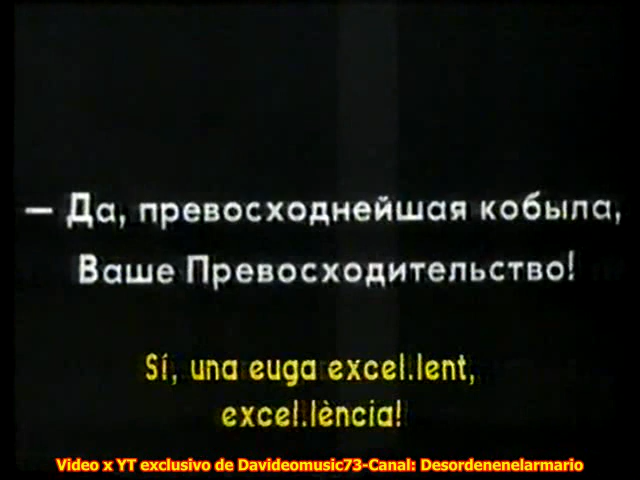 — Да, превосходнейшая кобыла,
Ваше Превосходительство!
Sí, una euga excel.lent,
excel.lència!
Video x YT exclusivo de Davideomusic73-Canal: Desordenenelarmario